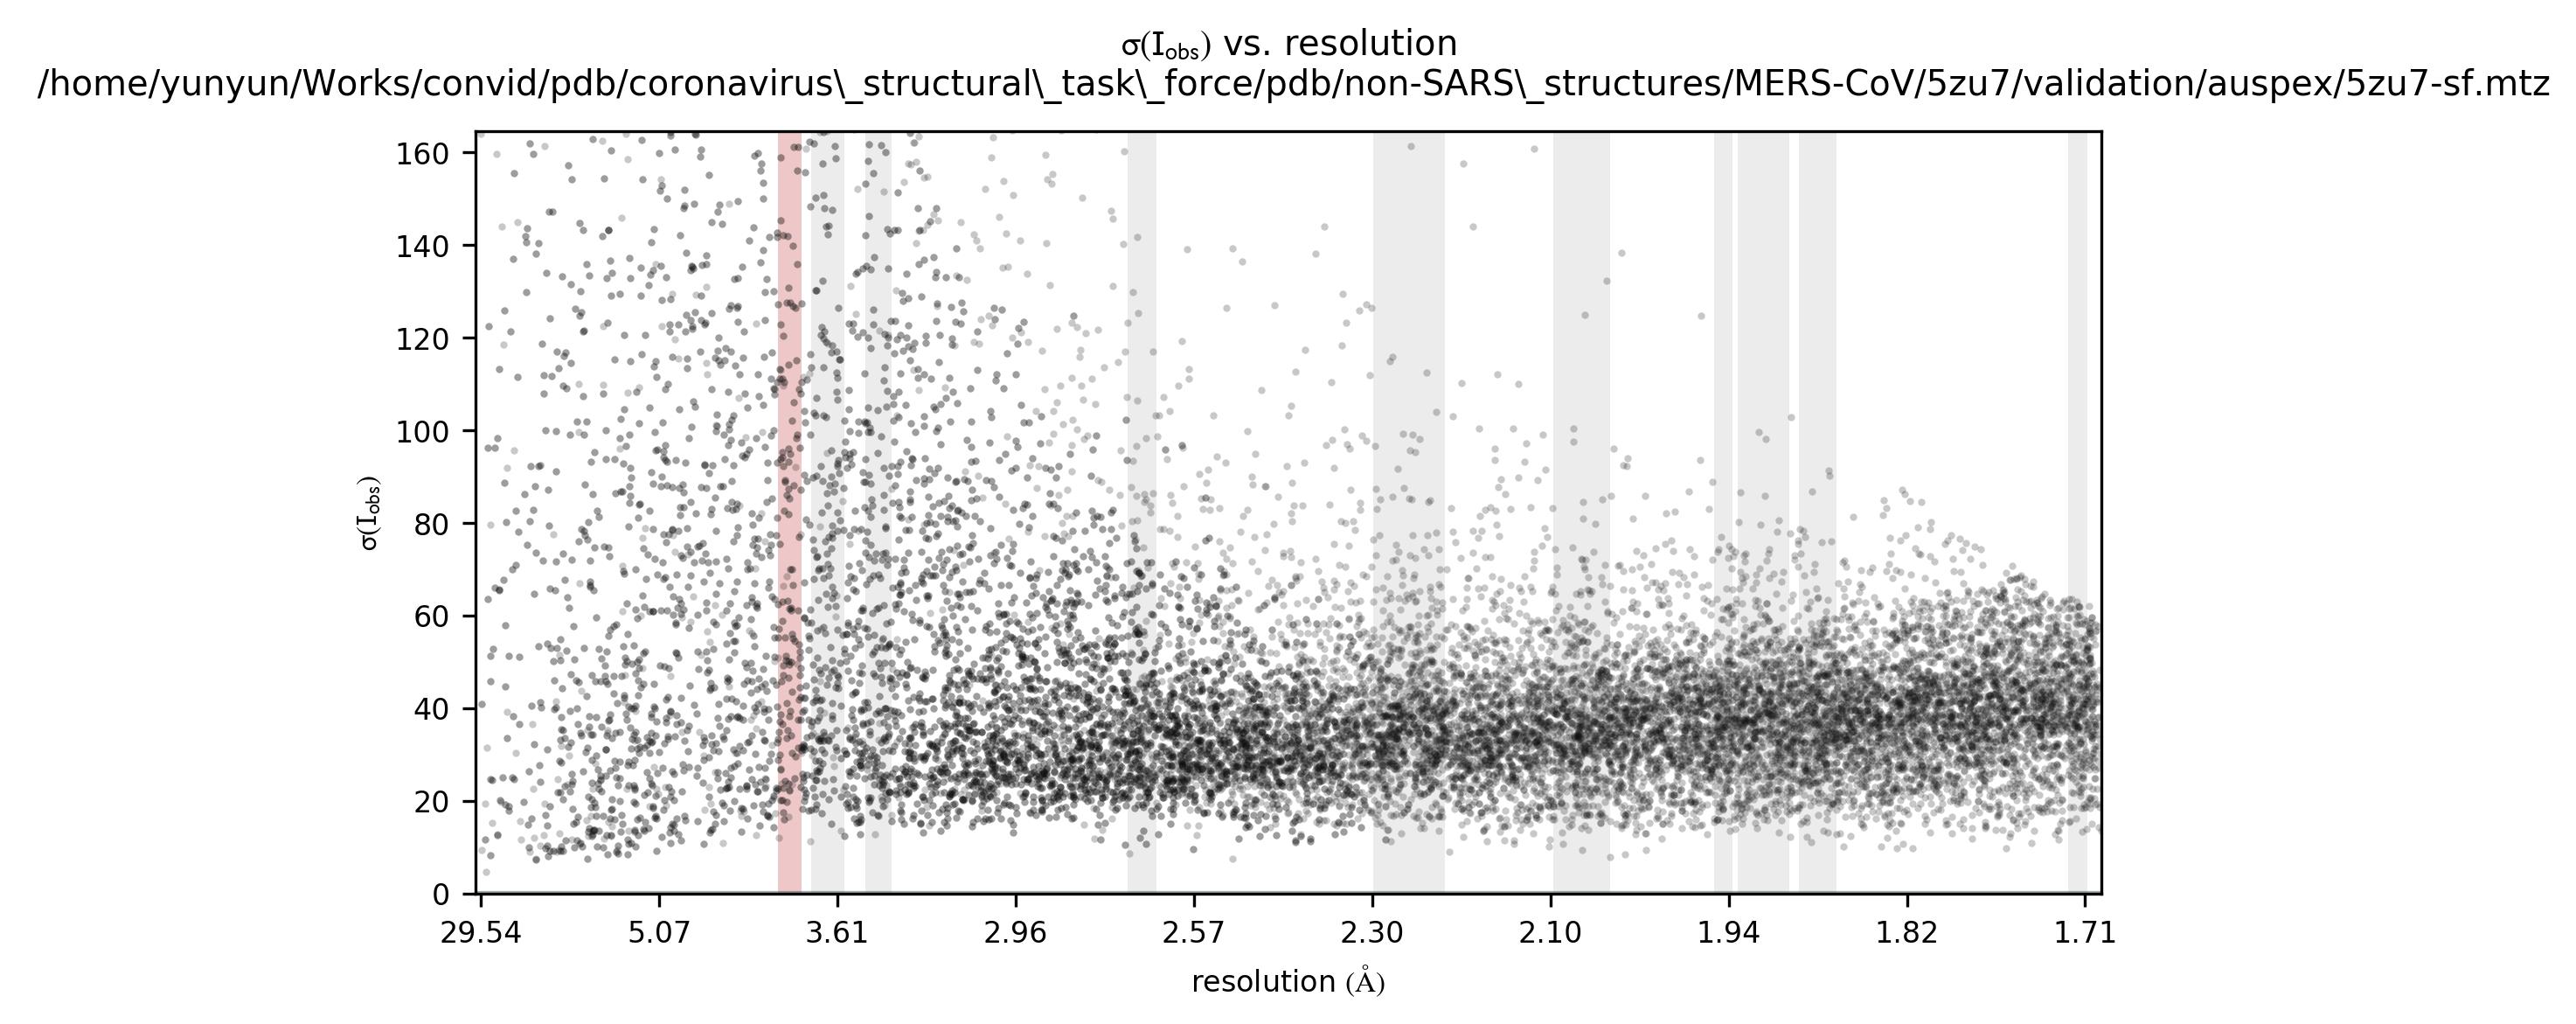 σ(I_obs) vs. resolution
/home/yunyun/Works/convid/pdb/coronavirus\_structural\_task\_force/pdb/non-SARS\_structures/MERS-CoV/5zu7/validation/auspex/5zu7-sf.mtz
160
140
120
100
80
60
40
20
0
σ(I_obs)
29.54 5.07 3.61 2.96 2.57 2.30 2.10 1.94 1.82 1.71
resolution (Å)